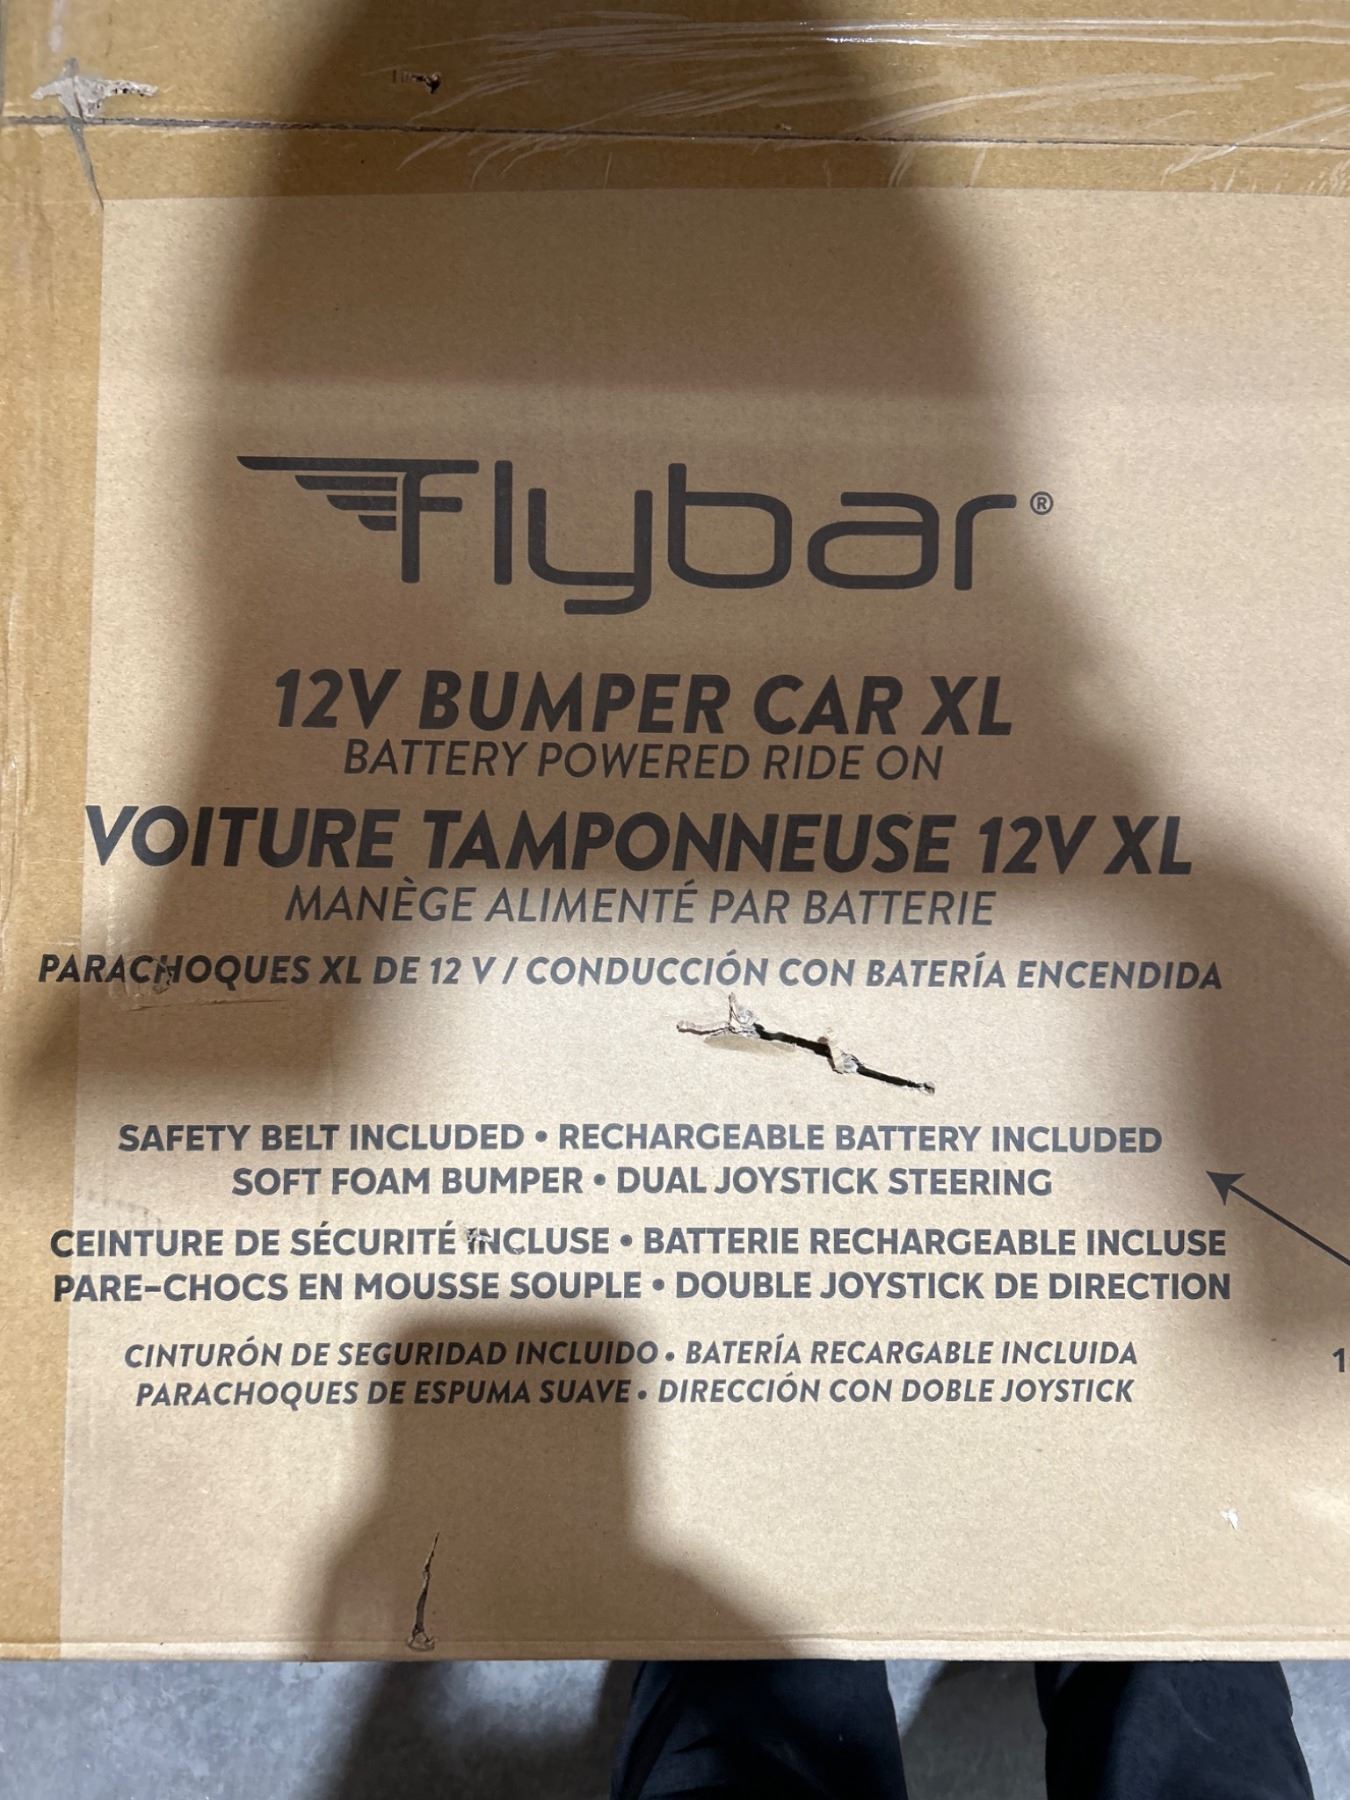 flybar®
12V BUMPER CAR XL
BATTERY POWERED RIDE ON
VOITURE TAMPONNEUSE 12V XL
MANÈGE ALIMENTÉ PAR BATTERIE
PARACHOQUES XL DE 12 V / CONDUCCIÓN CON BATERÍA ENCENDIDA
SAFETY BELT INCLUDED • RECHARGEABLE BATTERY INCLUDED
SOFT FOAM BUMPER • DUAL JOYSTICK STEERING
CEINTURE DE SÉCURITÉ INCLUSE • BATTERIE RECHARGEABLE INCLUSE
PARE-CHOCS EN MOUSSE SOUPLE • DOUBLE JOYSTICK DE DIRECTION
CINTURÓN DE SEGURIDAD INCLUIDO • BATERÍA RECARGABLE INCLUIDA
PARACHOQUES DE ESPUMA SUAVE • DIRECCIÓN CON DOBLE JOYSTICK